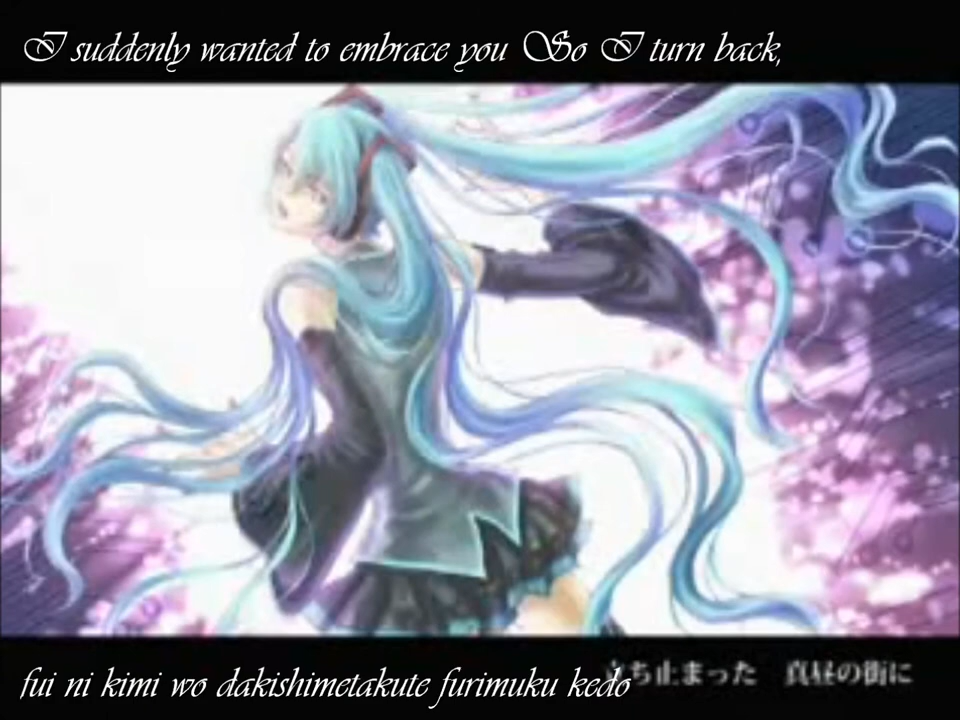 I suddenly wanted to embrace you So I turn back,
立ち止まった 真昼の街に
fui ni kimi wo dakishimetakute furimuku kedo